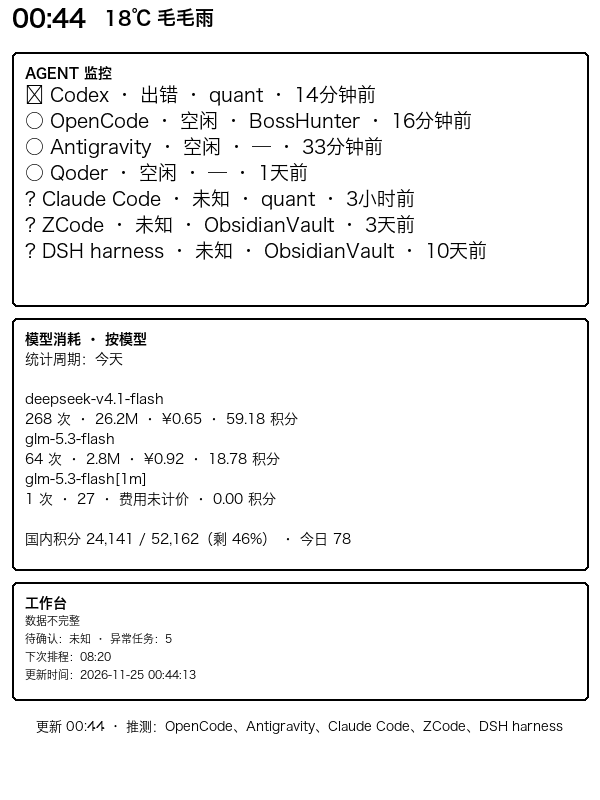 00:44 18℃ 毛毛雨
AGENT 监控
☒ Codex · 出错 · quant · 14分钟前
○ OpenCode · 空闲 · BossHunter · 16分钟前
○ Antigravity · 空闲 · — · 33分钟前
○ Qoder · 空闲 · — · 1天前
? Claude Code · 未知 · quant · 3小时前
? ZCode · 未知 · ObsidianVault · 3天前
? DSH harness · 未知 · ObsidianVault · 10天前
模型消耗 · 按模型
统计周期：今天
deepseek-v4.1-flash
268 次 · 26.2M · ¥0.65 · 59.18 积分
glm-5.3-flash
64 次 · 2.8M · ¥0.92 · 18.78 积分
glm-5.3-flash[1m]
1 次 · 27 · 费用未计价 · 0.00 积分
国内积分 24,141 / 52,162（剩 46%） · 今日 78
工作台
数据不完整
待确认：未知 · 异常任务：5
下次排程：08:20
更新时间：2026-11-25 00:44:13
更新 00:44 · 推测：OpenCode、Antigravity、Claude Code、ZCode、DSH harness